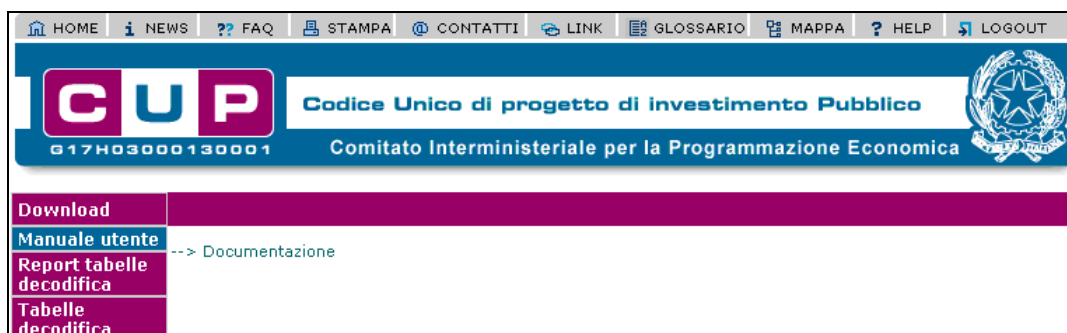 HOME i NEWS ?? FAQ STAMPA @ CONTATTI LINK GLOSSARIO MAPPA ? HELP LOGOUT
CUP
Codice Unico di progetto di investimento Pubblico
G17H03000130001
Comitato Interministeriale per la Programmazione Economica
Download
Manuale utente
--> Documentazione
Report tabelle
decodifica
Tabelle
decodifica